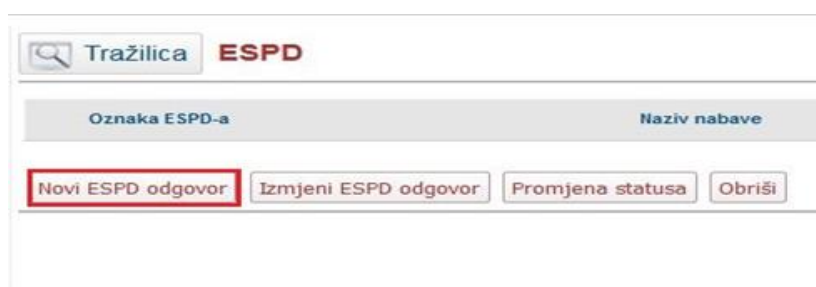 Tražilica ESPD
Oznaka ESPD-a Naziv nabave
Novi ESPD odgovor Izmjeni ESPD odgovor Promjena statusa Obriši